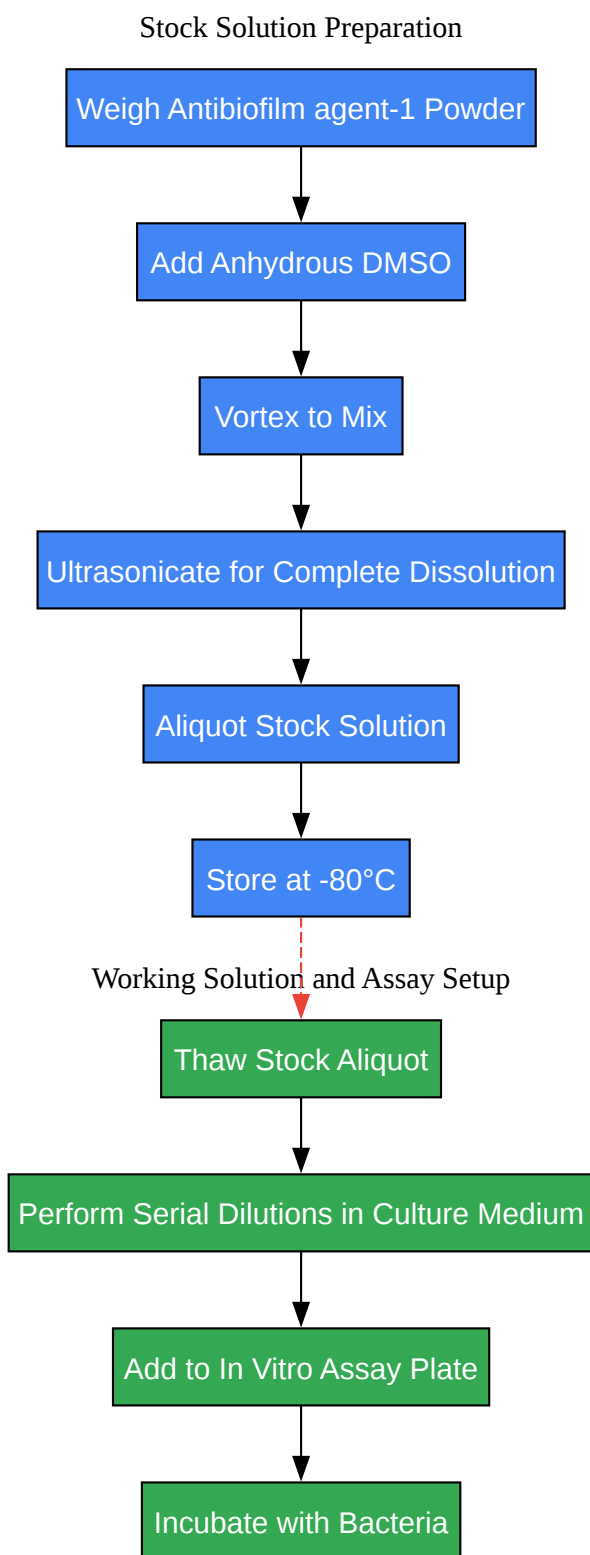 Stock Solution Preparation
Weigh Antibiofilm agent-1 Powder
Add Anhydrous DMSO
Vortex to Mix
Ultrasonicate for Complete Dissolution
Aliquot Stock Solution
Store at -80°C
Working Solution and Assay Setup
Thaw Stock Aliquot
Perform Serial Dilutions in Culture Medium
Add to In Vitro Assay Plate
Incubate with Bacteria